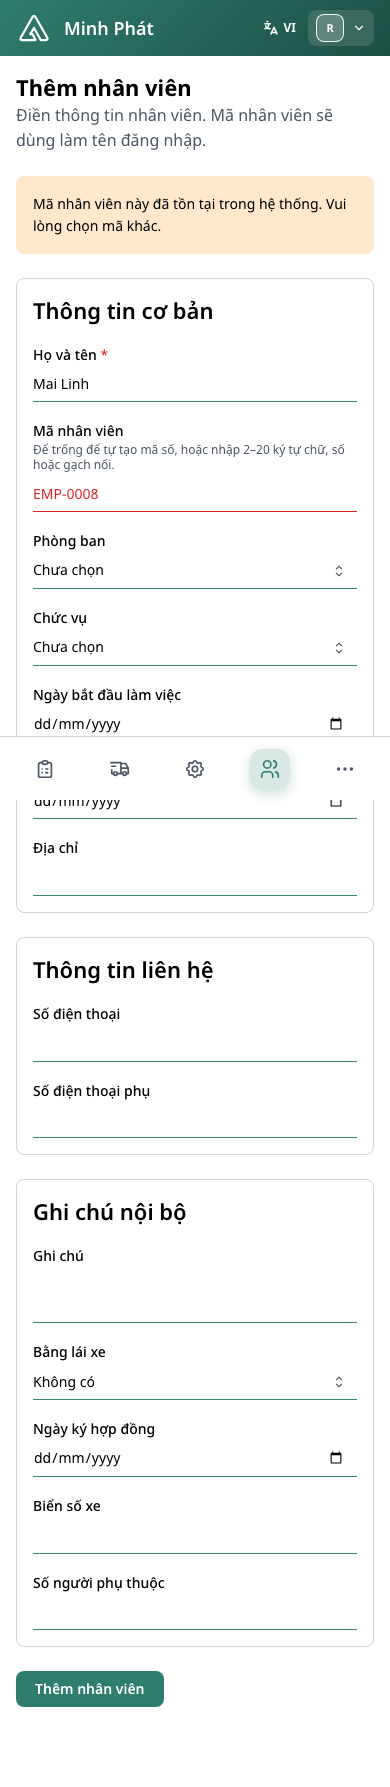 Minh Phát
VI
R
Thêm nhân viên
Điền thông tin nhân viên. Mã nhân viên sẽ
dùng làm tên đăng nhập.
Mã nhân viên này đã tồn tại trong hệ thống. Vui
lòng chọn mã khác.
Thông tin cơ bản
Họ và tên *
Mai Linh
Mã nhân viên
Để trống để tự tạo mã số, hoặc nhập 2–20 ký tự chữ, số
hoặc gạch nối.
EMP-0008
Phòng ban
Chưa chọn
Chức vụ
Chưa chọn
Ngày bắt đầu làm việc
dd/mm/yyyy
dd/mm/yyyy
Địa chỉ
Thông tin liên hệ
Số điện thoại
Số điện thoại phụ
Ghi chú nội bộ
Ghi chú
Bằng lái xe
Không có
Ngày ký hợp đồng
dd/mm/yyyy
Biển số xe
Số người phụ thuộc
Thêm nhân viên